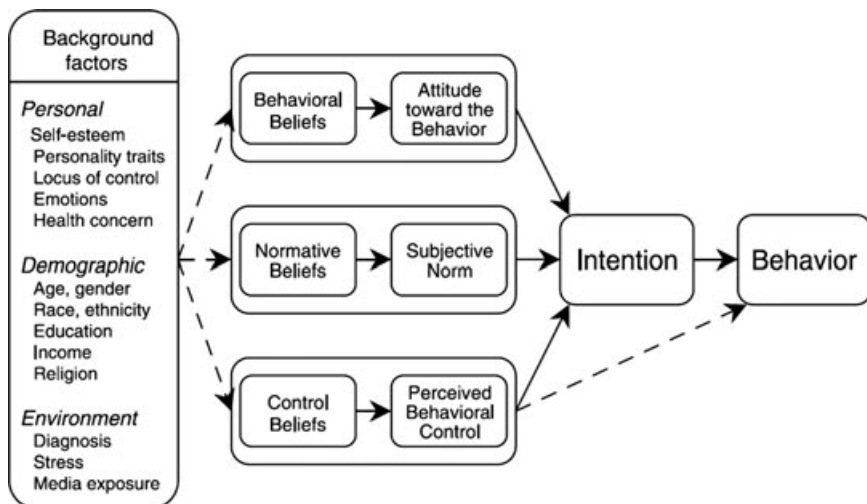 Background
factors
Personal
Self-esteem
Personality traits
Locus of control
Emotions
Health concern
Demographic
Age, gender
Race, ethnicity
Education
Income
Religion
Environment
Diagnosis
Stress
Media exposure
Behavioral
Beliefs
Attitude
toward the
Behavior
Normative
Beliefs
Subjective
Norm
Control
Beliefs
Perceived
Behavioral
Control
Intention
Behavior